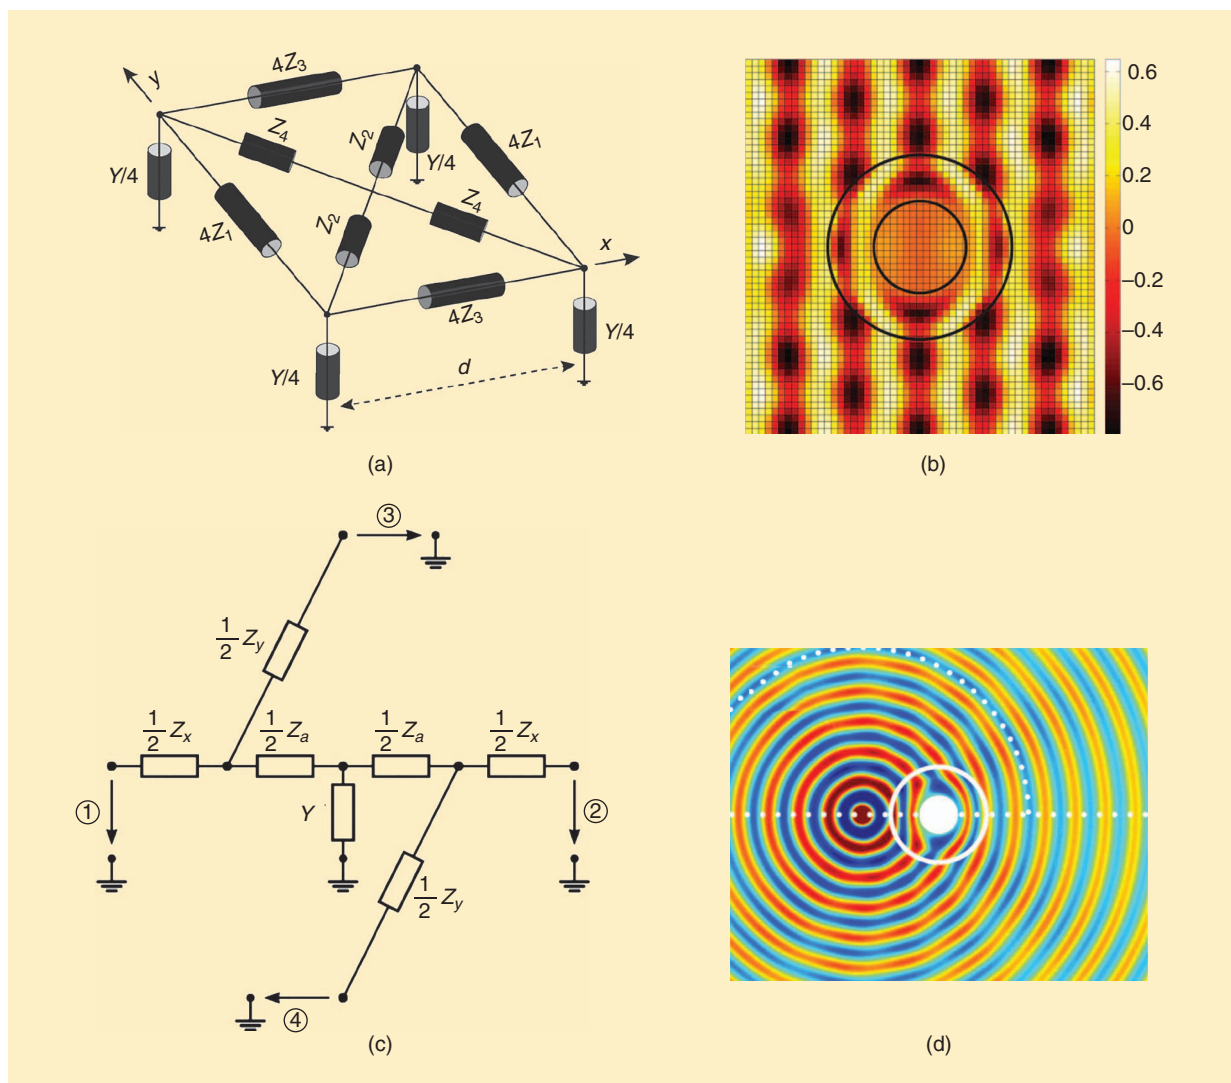 y
4Z3
Z4
Z2
Y/4
4Z1
Y/4
4Z1
Z2
Z4
x
4Z3
Y/4
d
Y/4
(a)
0.6
0.4
0.2
0
–0.2
–0.4
–0.6
(b)
③
1/2 Zy
1/2 Zx
1/2 Za
1/2 Za
1/2 Zx
①
Y
②
1/2 Zy
④
(c)
(d)